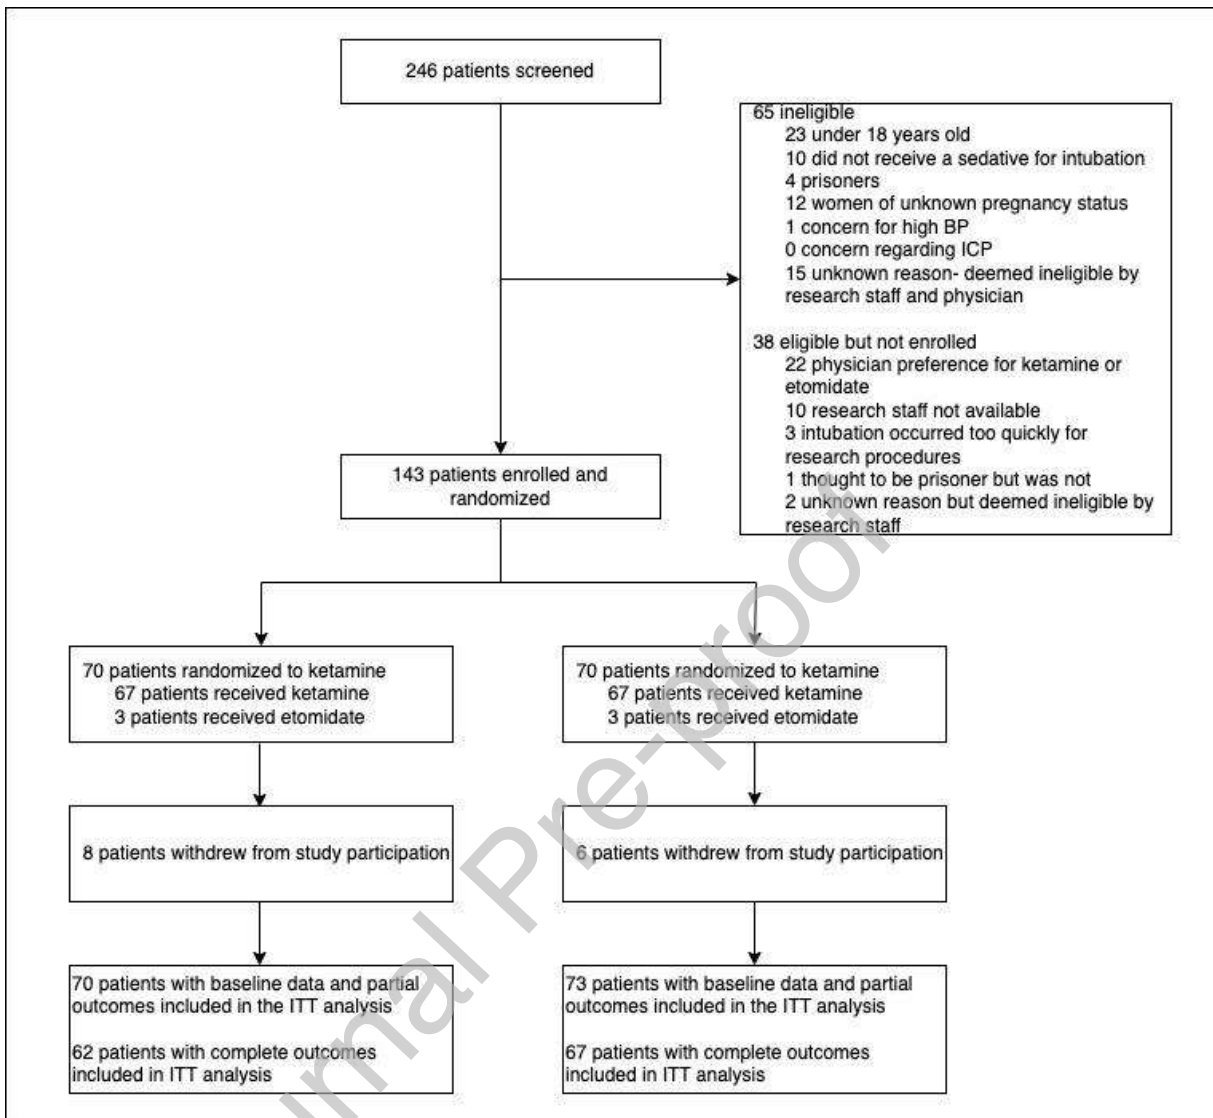 246 patients screened
65 ineligible
23 under 18 years old
10 did not receive a sedative for intubation
4 prisoners
12 women of unknown pregnancy status
1 concern for high BP
0 concern regarding ICP
15 unknown reason- deemed ineligible by
research staff and physician
38 eligible but not enrolled
22 physician preference for ketamine or
etomidate
10 research staff not available
3 intubation occurred too quickly for
research procedures
1 thought to be prisoner but was not
2 unknown reason but deemed ineligible by
research staff
143 patients enrolled and
randomized
70 patients randomized to ketamine
67 patients received ketamine
3 patients received etomidate
70 patients randomized to ketamine
67 patients received ketamine
3 patients received etomidate
8 patients withdrew from study participation
6 patients withdrew from study participation
70 patients with baseline data and partial
outcomes included in the ITT analysis
62 patients with complete outcomes
included in ITT analysis
73 patients with baseline data and partial
outcomes included in the ITT analysis
67 patients with complete outcomes
included in ITT analysis
Pre-proof